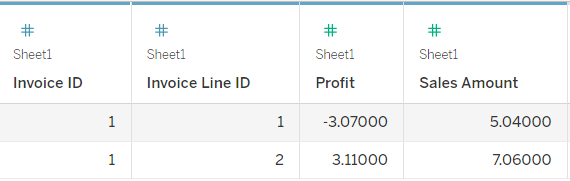 # # # #
Sheet1 Sheet1 Sheet1 Sheet1
Invoice ID Invoice Line ID Profit Sales Amount
1 1 -3.07000 5.04000
1 2 3.11000 7.06000